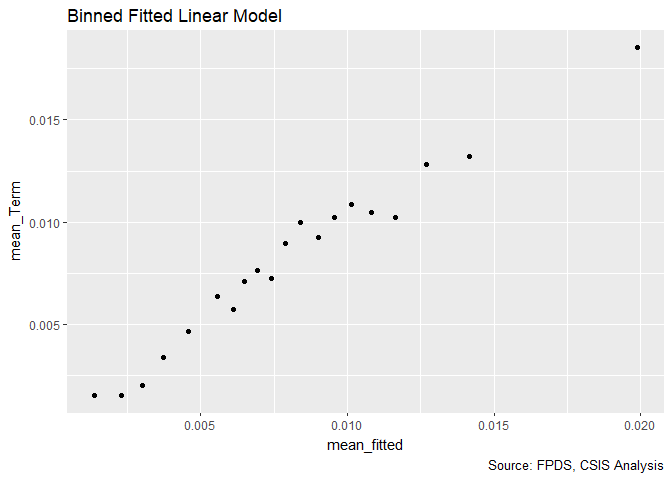 Binned Fitted Linear Model
mean_Term
0.015
0.010
0.005
0.005
0.010
0.015
0.020
mean_fitted
Source: FPDS, CSIS Analysis